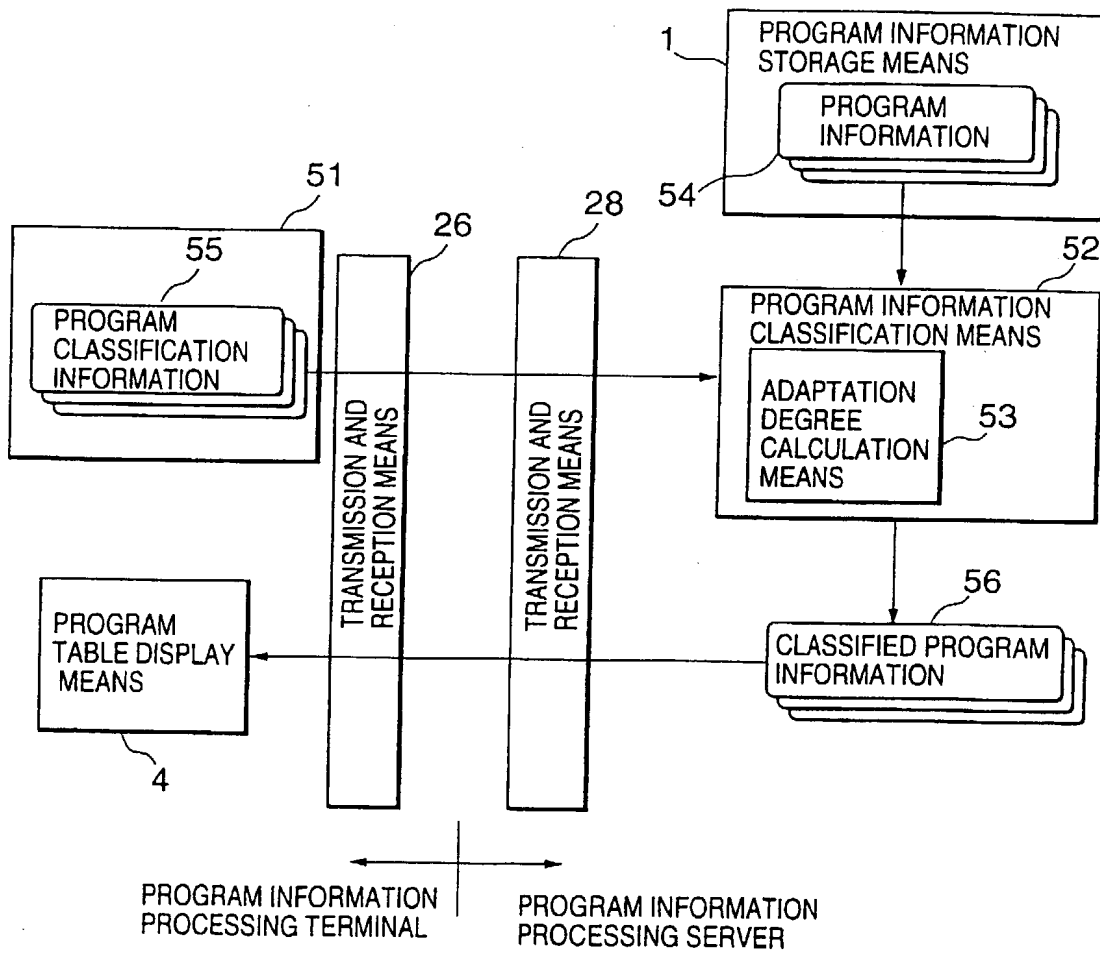 1
PROGRAM INFORMATION
STORAGE MEANS
PROGRAM
INFORMATION
54
51
55
PROGRAM
CLASSIFICATION
INFORMATION
26
TRANSMISSION AND
RECEPTION MEANS
28
TRANSMISSION AND
RECEPTION MEANS
52
PROGRAM INFORMATION
CLASSIFICATION MEANS
ADAPTATION
DEGREE
CALCULATION
MEANS
53
PROGRAM
TABLE DISPLAY
MEANS
4
56
CLASSIFIED PROGRAM
INFORMATION
PROGRAM INFORMATION
PROCESSING TERMINAL
PROGRAM INFORMATION
PROCESSING SERVER